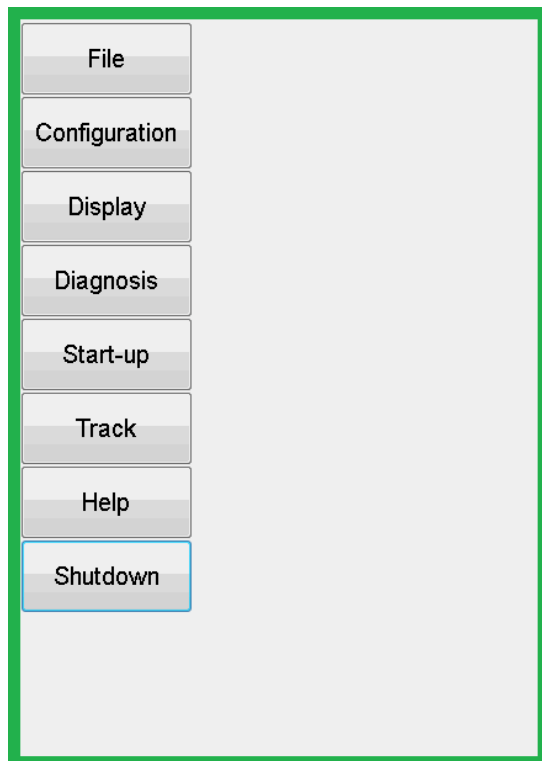 File
Configuration
Display
Diagnosis
Start-up
Track
Help
Shutdown